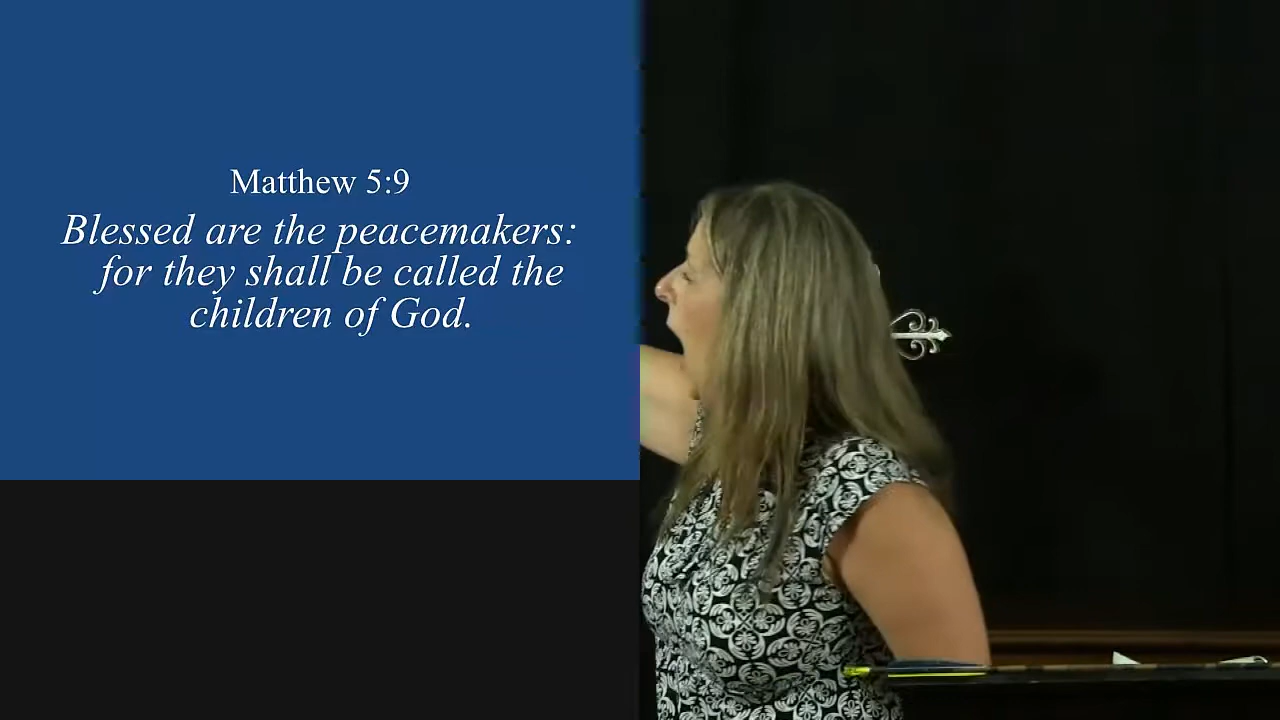 Matthew 5:9
Blessed are the peacemakers:
for they shall be called the
children of God.